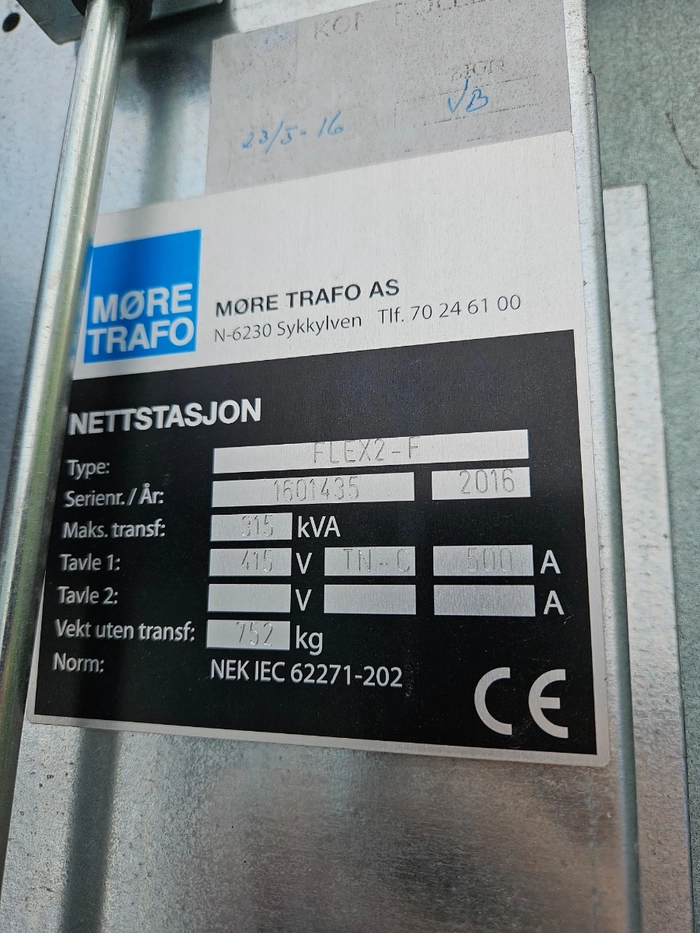 SIGN
23/5-16 VB
MØRE
TRAFO
MØRE TRAFO AS
N-6230 Sykkylven Tlf. 70 24 61 00
NETTSTASJON
Type: FLEX2-F
Serienr. / År: 1601435 2016
Maks. transf: 315 kVA
Tavle 1: 415 V TN-C 500 A
Tavle 2: V A
Vekt uten transf: 752 kg
Norm: NEK IEC 62271-202
CE